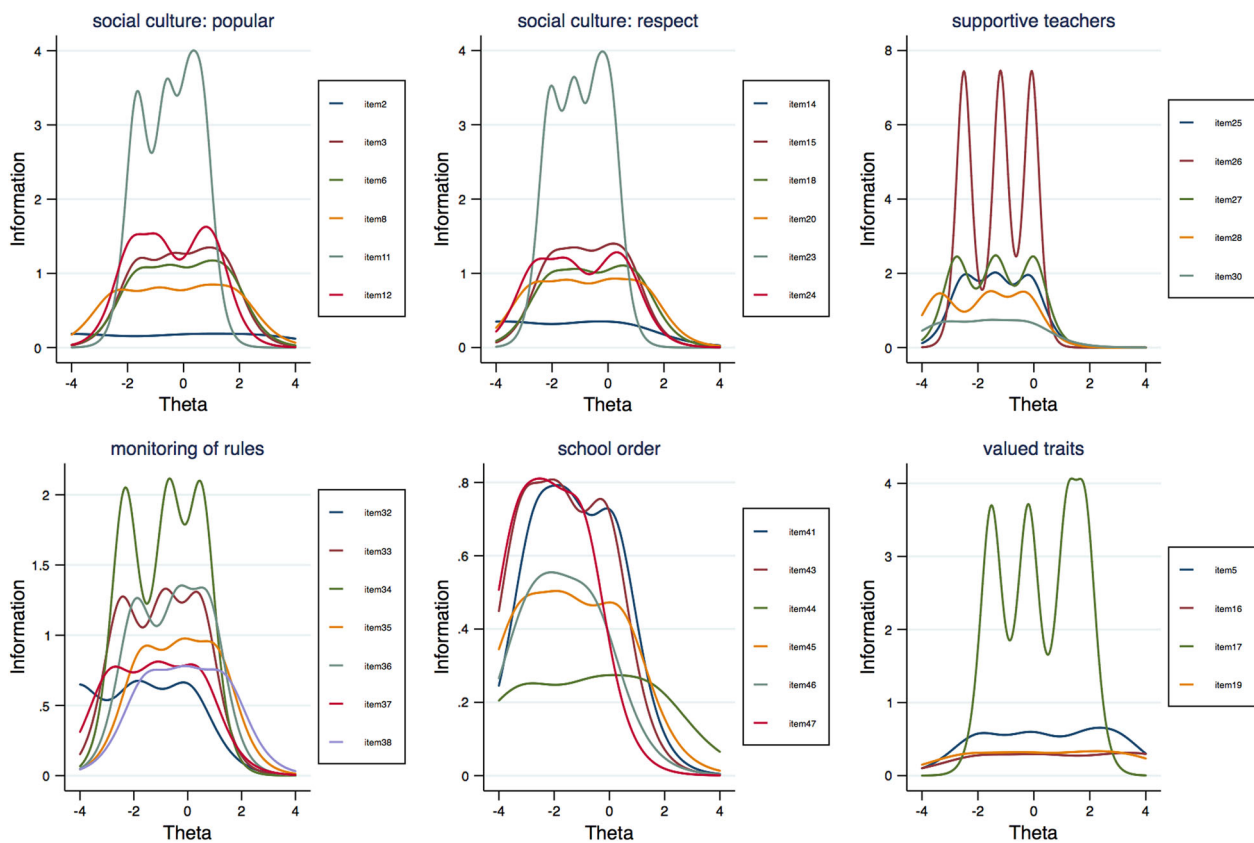 social culture: popular
4
3
2
1
0
Information
-4
-2
0
2
4
Theta
item2
item3
item6
item8
item11
item12
social culture: respect
4
3
2
1
0
Information
-4
-2
0
2
4
Theta
item14
item15
item18
item20
item23
item24
supportive teachers
8
6
4
2
0
Information
-4
-2
0
2
4
Theta
item25
item26
item27
item28
item30
monitoring of rules
2
1.5
1
.5
0
Information
-4
-2
0
2
4
Theta
item32
item33
item34
item35
item36
item37
item38
school order
.8
.6
.4
.2
0
Information
-4
-2
0
2
4
Theta
item41
item43
item44
item45
item46
item47
valued traits
4
3
2
1
0
Information
-4
-2
0
2
4
Theta
item5
item16
item17
item19